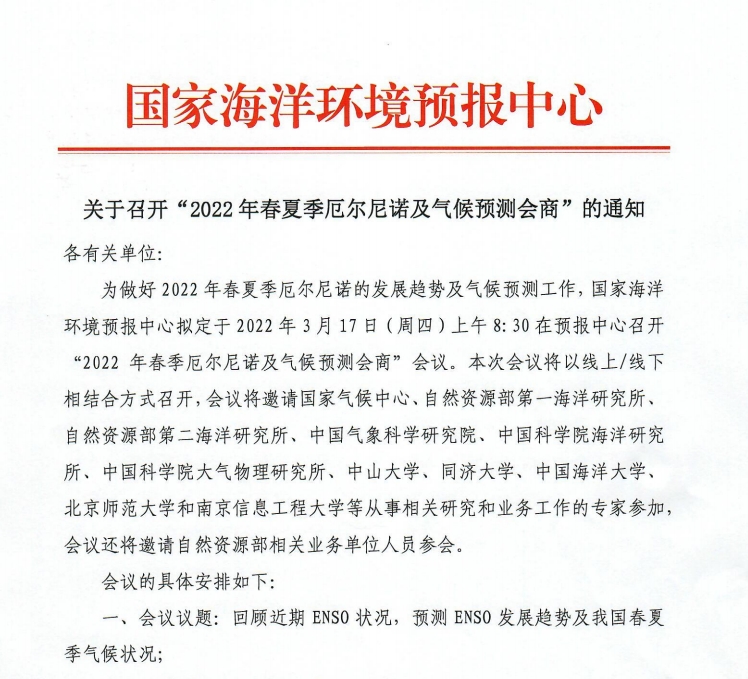 国家海洋环境预报中心
关于召开“2022年春夏季厄尔尼诺及气候预测会商”的通知
各有关单位：
为做好2022年春夏季厄尔尼诺的发展趋势及气候预测工作，国家海洋
环境预报中心拟定于2022年3月17日（周四）上午8:30在预报中心召开
“2022 年春季厄尔尼诺及气候预测会商”会议。本次会议将以线上/线下
相结合方式召开，会议将邀请国家气候中心、自然资源部第一海洋研究所、
自然资源部第二海洋研究所、中国气象科学研究院、中国科学院海洋研究
所、中国科学院大气物理研究所、中山大学、同济大学、中国海洋大学、
北京师范大学和南京信息工程大学等从事相关研究和业务工作的专家参加，
会议还将邀请自然资源部相关业务单位人员参会。
会议的具体安排如下：
一、会议议题：回顾近期 ENSO 状况，预测 ENSO 发展趋势及我国春夏
季气候状况；